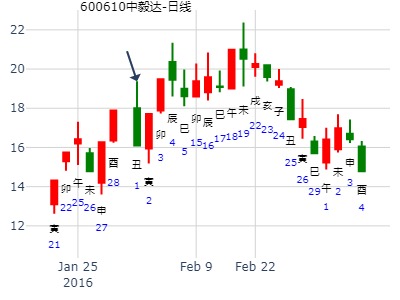 600610中毅达-日线
22
20
18
16
14
12
寅
21
卯
22
午
25
未
26
申
27
酉
28
丑
1
寅
2
卯
3
辰
4
巳
5
卯
15
辰
16
巳
17
午
18
未
19
戌
22
亥
23
子
24
丑
25
寅
26
巳
29
午
1
未
2
申
3
酉
4
Jan 25
2016
Feb 9
Feb 22